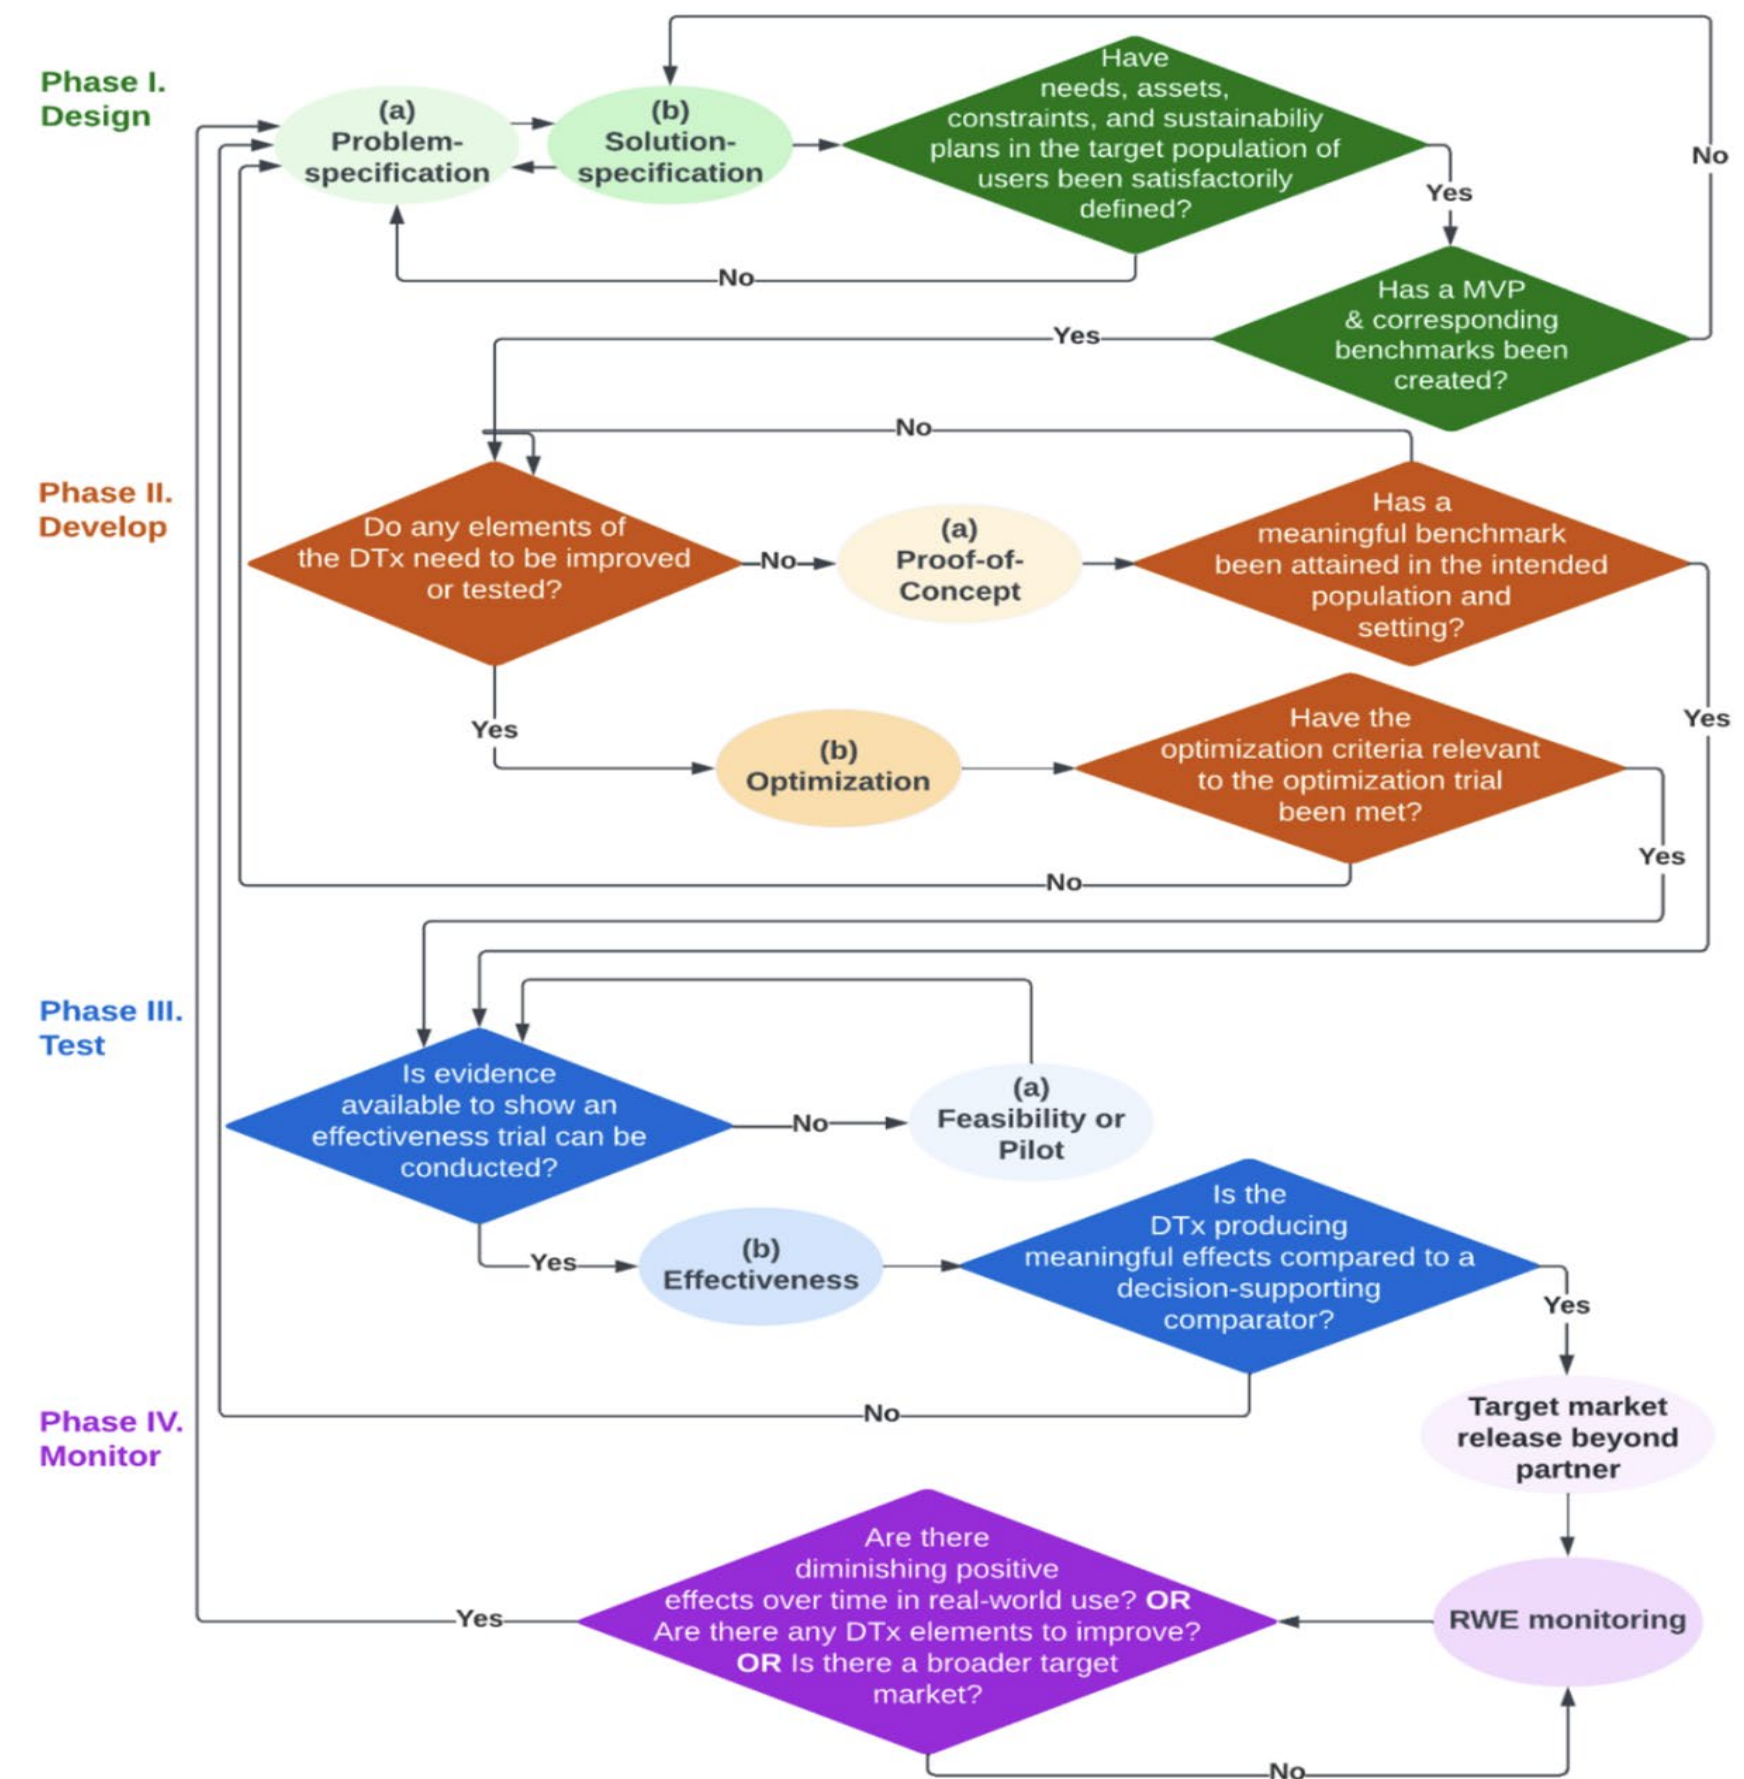 Phase I.
Design
(a)
Problem-
specification
(b)
Solution-
specification
Have
needs, assets,
constraints, and sustainabiliy
plans in the target population of
users been satisfactorily
defined?
No
Yes
No
Has a MVP
& corresponding
benchmarks been
created?
Yes
No
Phase II.
Develop
Do any elements of
the DTx need to be improved
or tested?
No
(a)
Proof-of-
Concept
Has a
meaningful benchmark
been attained in the intended
population and
setting?
Yes
Yes
(b)
Optimization
Have the
optimization criteria relevant
to the optimization trial
been met?
Yes
No
Phase III.
Test
Is evidence
available to show an
effectiveness trial can be
conducted?
No
(a)
Feasibility or
Pilot
Yes
(b)
Effectiveness
Is the
DTx producing
meaningful effects compared to a
decision-supporting
comparator?
Yes
No
Phase IV.
Monitor
Target market
release beyond
partner
RWE monitoring
Are there
diminishing positive
effects over time in real-world use? OR
Are there any DTx elements to improve?
OR Is there a broader target
market?
Yes
No